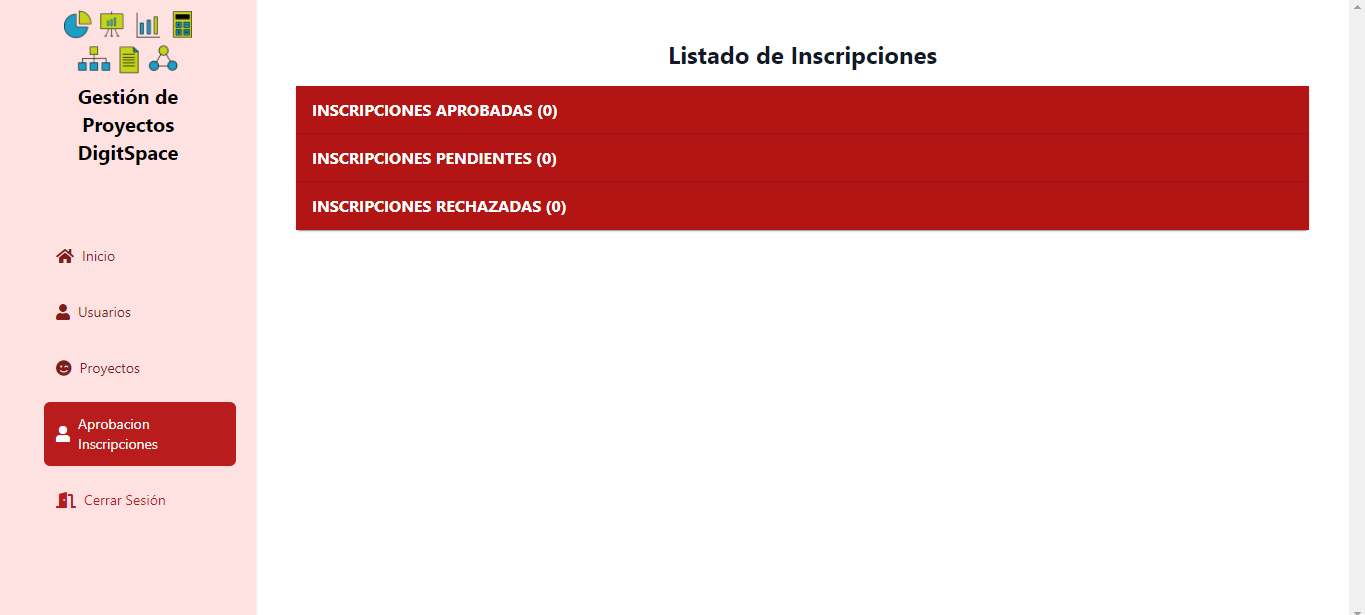 Gestión de
Proyectos
DigitSpace
Inicio
Usuarios
Proyectos
Aprobacion
Inscripciones
Cerrar Sesión
Listado de Inscripciones
INSCRIPCIONES APROBADAS (0)
INSCRIPCIONES PENDIENTES (0)
INSCRIPCIONES RECHAZADAS (0)